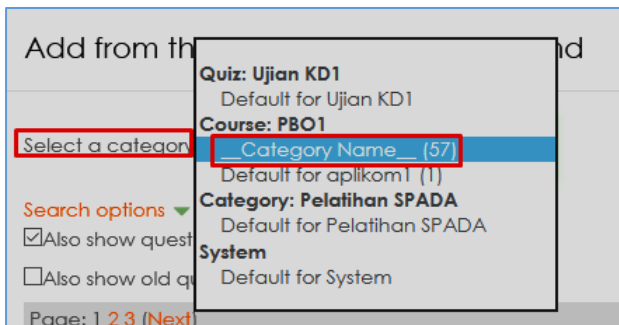 Add from th nd
Quiz: Ujian KD1
Default for Ujian KD1
Course: PBO1
Select a category
__Category Name__ (57)
Default for aplikom1 (1)
Category: Pelatihan SPADA
Search options
Default for Pelatihan SPADA
Also show quest
System
Also show old qu
Default for System
Page: 1 2 3 (Next)